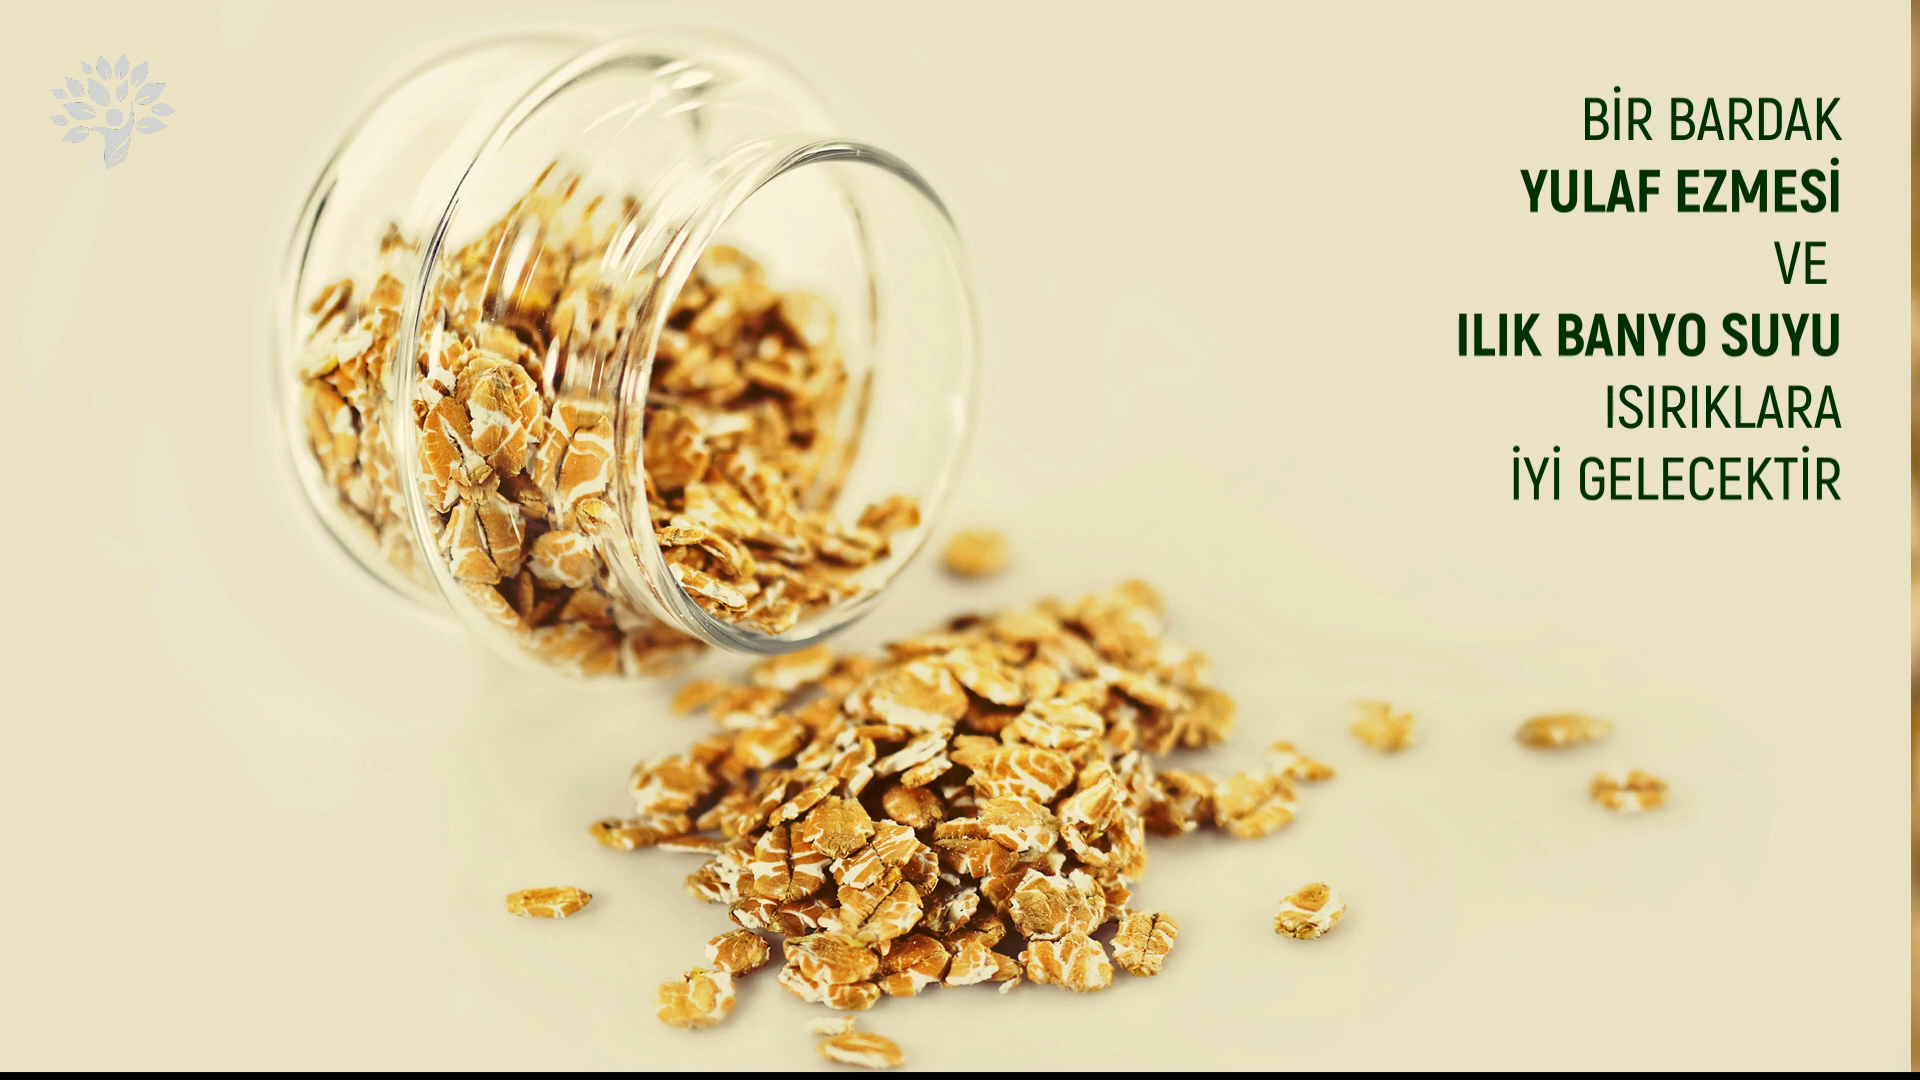 BİR BARDAK
YULAF EZMESİ
VE
ILIK BANYO SUYU
ISIRIKLARA
İYİ GELECEKTİR